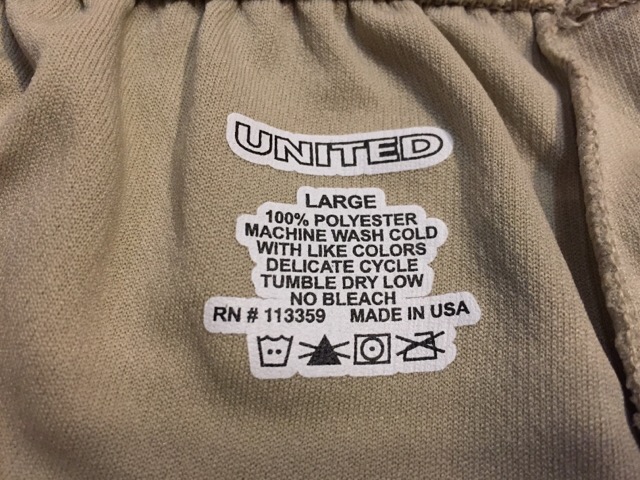 UNITED
LARGE
100% POLYESTER
MACHINE WASH COLD
WITH LIKE COLORS
DELICATE CYCLE
TUMBLE DRY LOW
NO BLEACH
RN # 113359 MADE IN USA